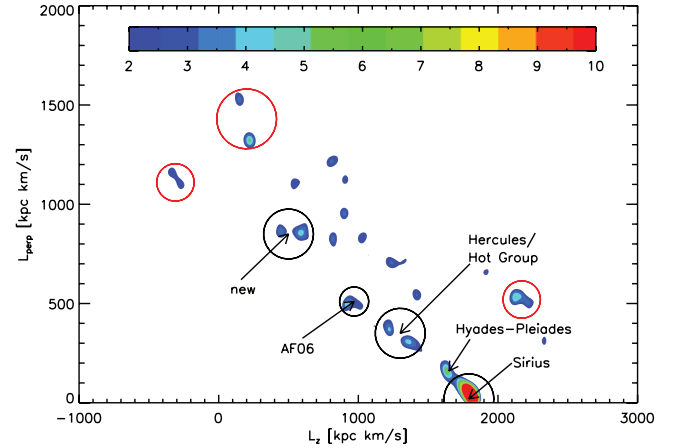 2000
2 3 4 5 6 7 8 9 10
1500
1000
Hercules/
Hot Group
new
500
AF06
Hyades-Pleiades
Sirius
0
-1000 0 1000 2000 3000
L_z [kpc km/s]
L_perp [kpc km/s]